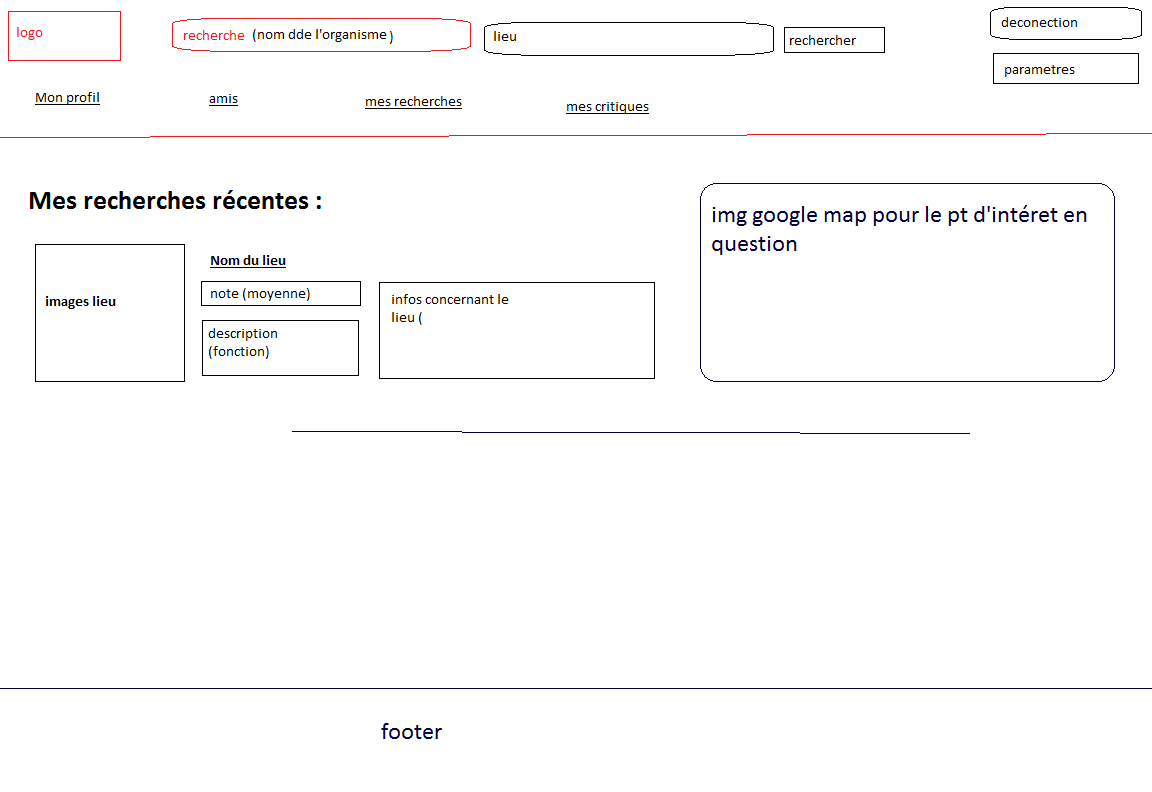 logo
recherche (nom dde l'organisme )
lieu
rechercher
deconection
parametres
Mon profil
amis
mes recherches
mes critiques
Mes recherches récentes :
images lieu
Nom du lieu
note (moyenne)
description
(fonction)
infos concernant le
lieu (
img google map pour le pt d'intéret en
question
footer